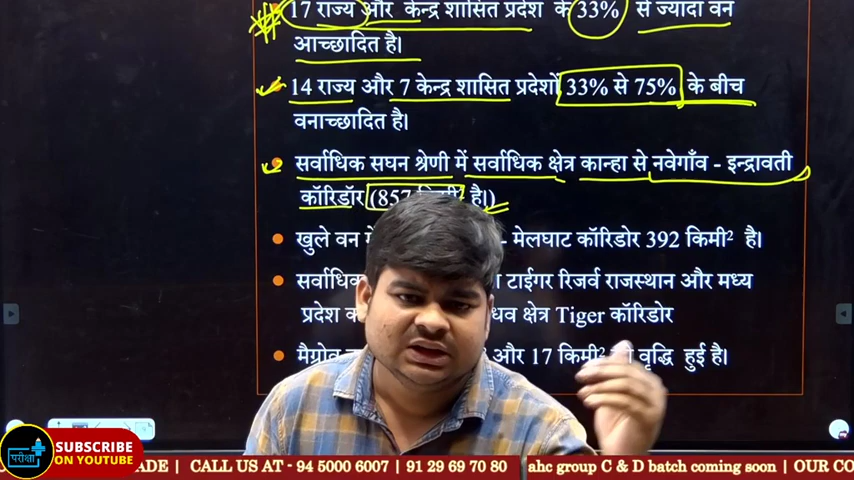 17 राज्य और केन्द्र शासित प्रदेश के 33% से ज्यादा वन
आच्छादित है।
14 राज्य और 7 केन्द्र शासित प्रदेशों 33% से 75% के बीच
वनाच्छादित है।
सर्वाधिक सघन श्रेणी में सर्वाधिक क्षेत्र कान्हा से नवेगाँव - इन्द्रावती
कॉरिडॉर (857 है।)
खुले वन - मेलघाट कॉरिडोर 392 किमी² है।
सर्वाधिक टाईगर रिजर्व राजस्थान और मध्य
प्रदेश क्षेत्र Tiger कॉरिडोर
मैग्रोव और 17 किमी² वृद्धि हुई है।
परीक्षा
SUBSCRIBE
ON YOUTUBE
ADE | CALL US AT - 94 5000 6007 | 91 29 69 70 80 | ahc group C & D batch coming soon | OUR CO